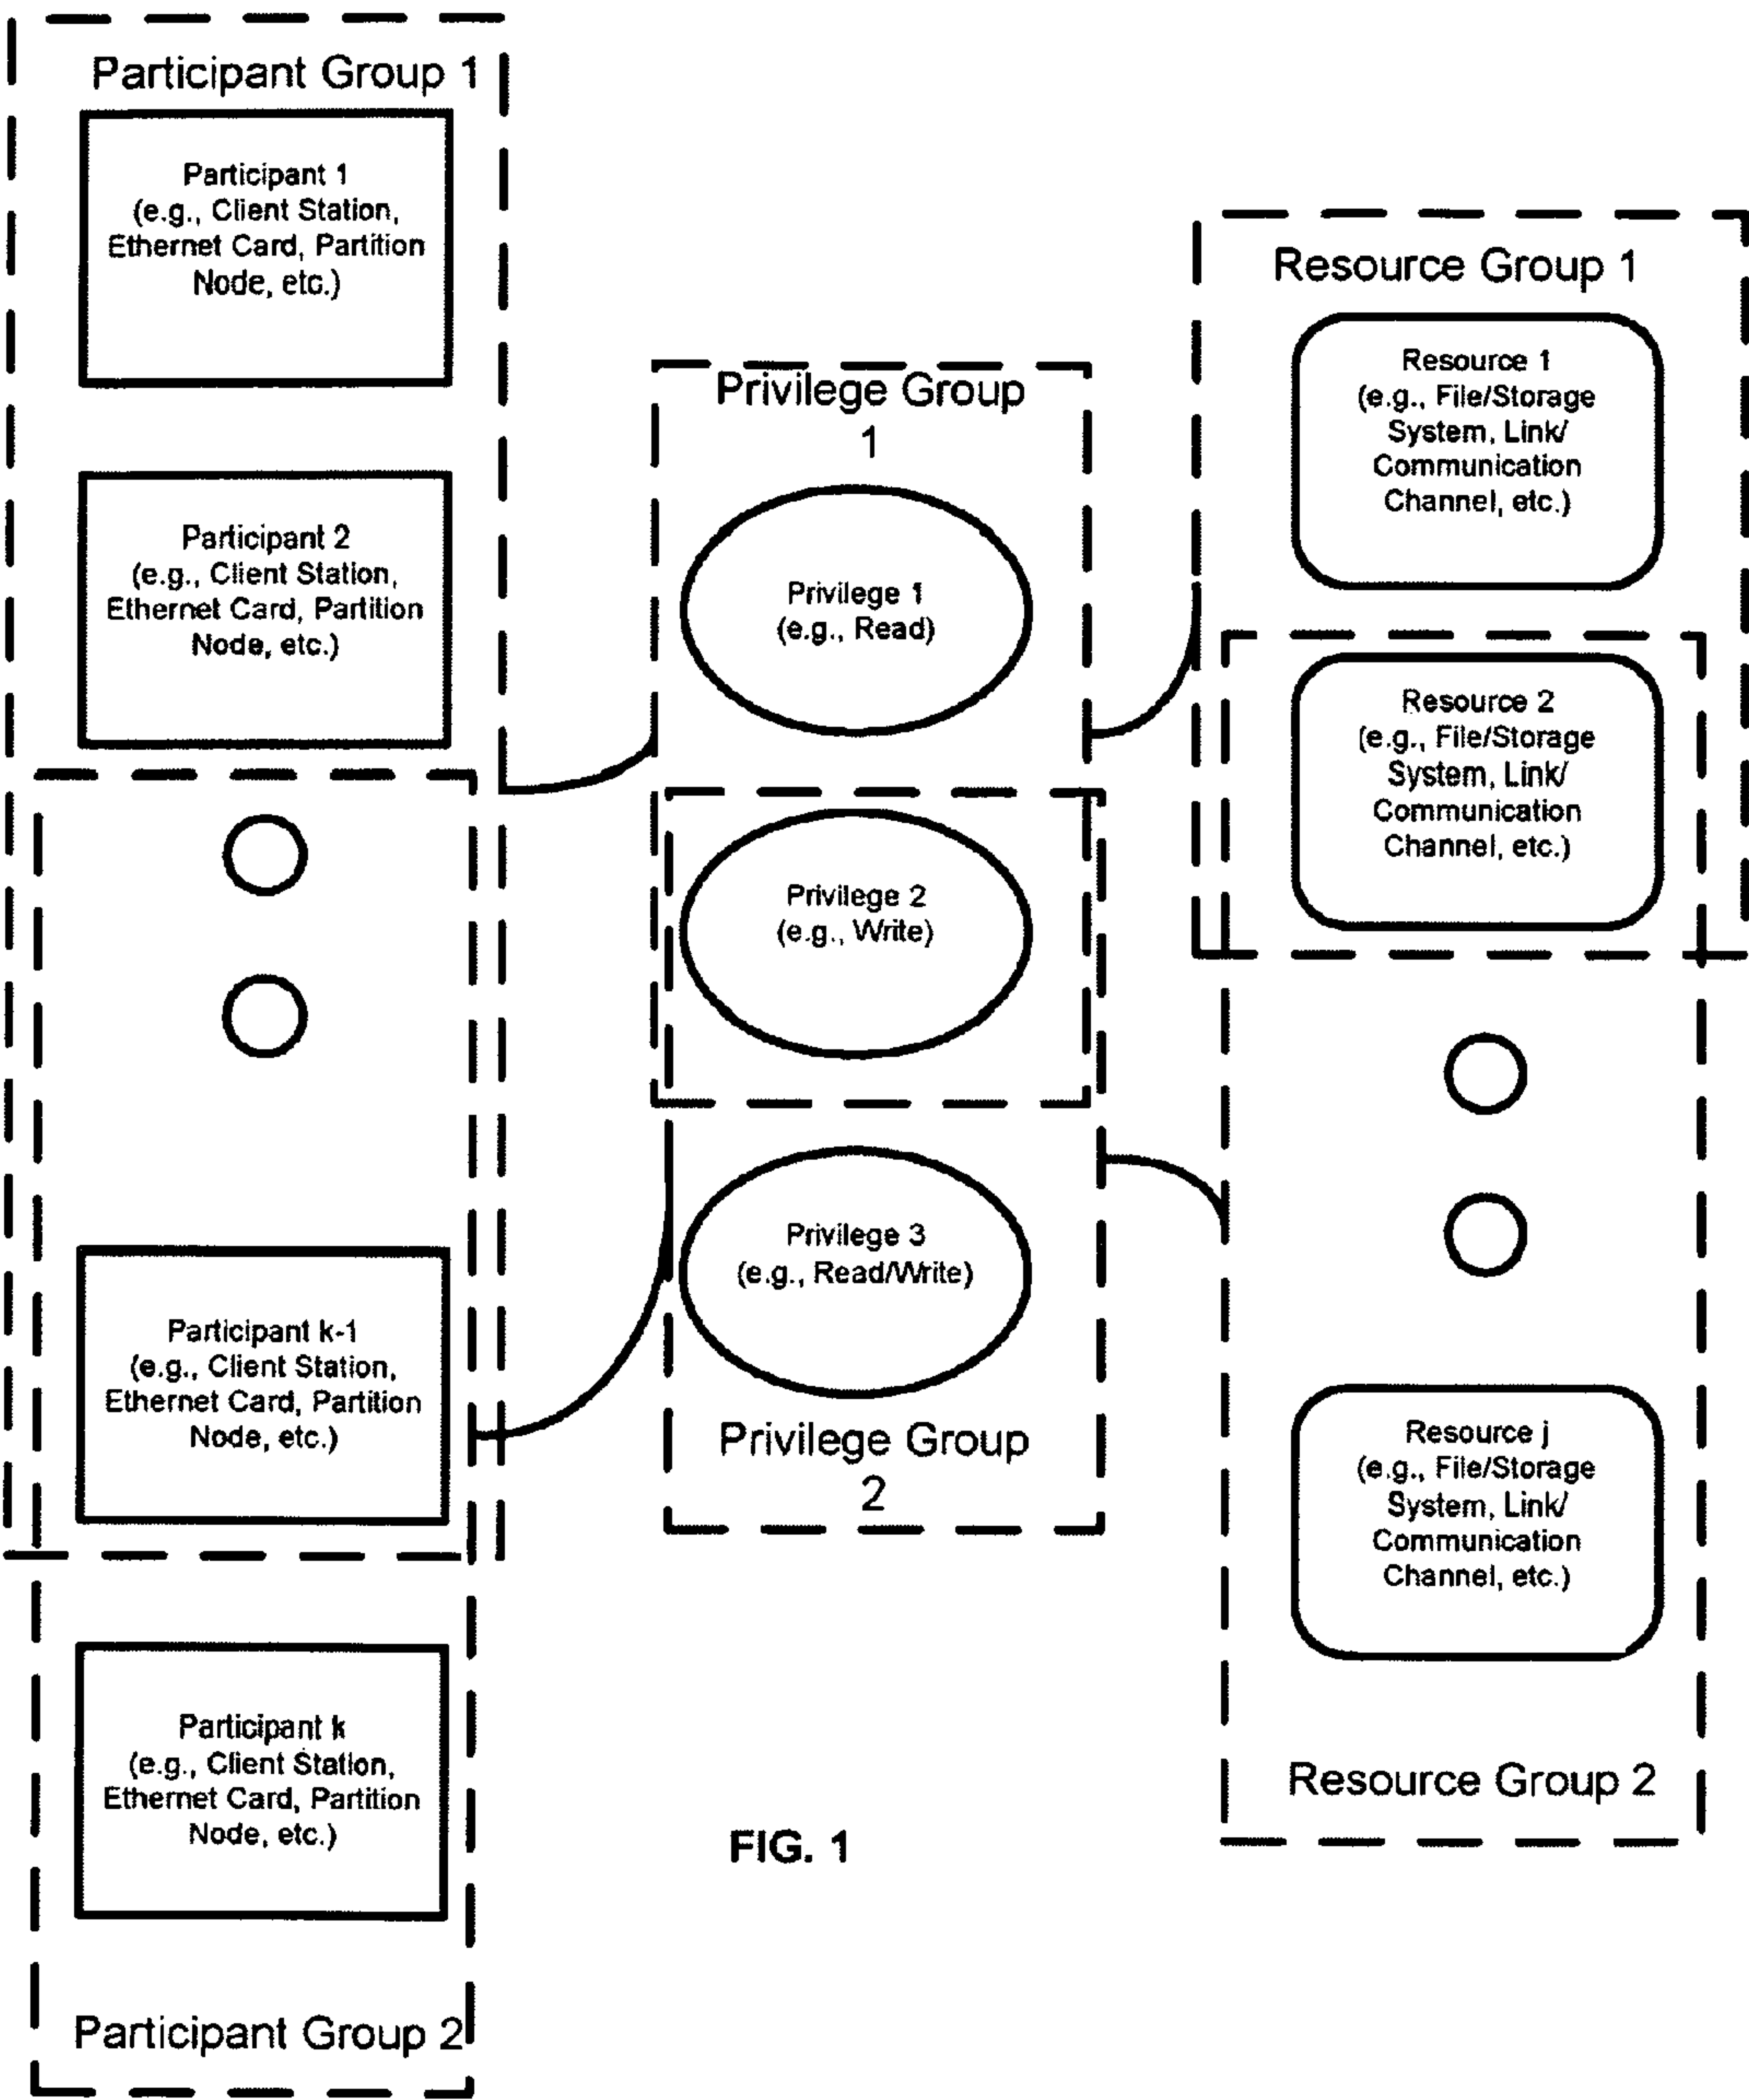 Participant Group 1
Participant 1
(e.g., Client Station,
Ethernet Card, Partition
Node, etc.)
Participant 2
(e.g., Client Station,
Ethernet Card, Partition
Node, etc.)
Participant k-1
(e.g., Client Station,
Ethernet Card, Partition
Node, etc.)
Participant k
(e.g., Client Station,
Ethernet Card, Partition
Node, etc.)
Participant Group 2
Privilege Group
1
Privilege 1
(e.g., Read)
Privilege 2
(e.g., Write)
Privilege 3
(e.g., Read/Write)
Privilege Group
2
Resource Group 1
Resource 1
(e.g., File/Storage
System, Link/
Communication
Channel, etc.)
Resource 2
(e.g., File/Storage
System, Link/
Communication
Channel, etc.)
Resource j
(e.g., File/Storage
System, Link/
Communication
Channel, etc.)
Resource Group 2
FIG. 1